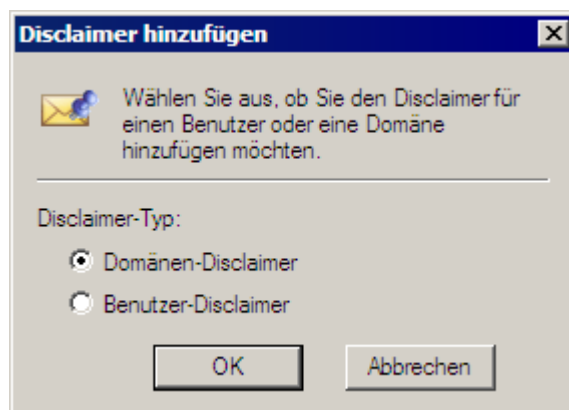 Disclaimer hinzufügen
Wählen Sie aus, ob Sie den Disclaimer für
einen Benutzer oder eine Domäne
hinzufügen möchten.
Disclaimer-Typ:
Domänen-Disclaimer
Benutzer-Disclaimer
OK Abbrechen